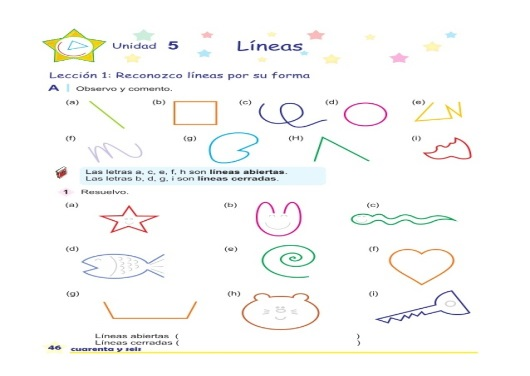 Unidad 5 Líneas
Lección 1: Reconozco líneas por su forma
A Observo y comento.
(a) (b) (c) (d) (e)
(f) (g) (H) (i)
Las letras a, c, e, f, h son líneas abiertas.
Las letras b, d, g, i son líneas cerradas.
1 Resuelvo.
(a) (b) (c)
(d) (e) (f)
(g) (h) (i)
Líneas abiertas ( )
Líneas cerradas ( )
46 cuarenta y seis